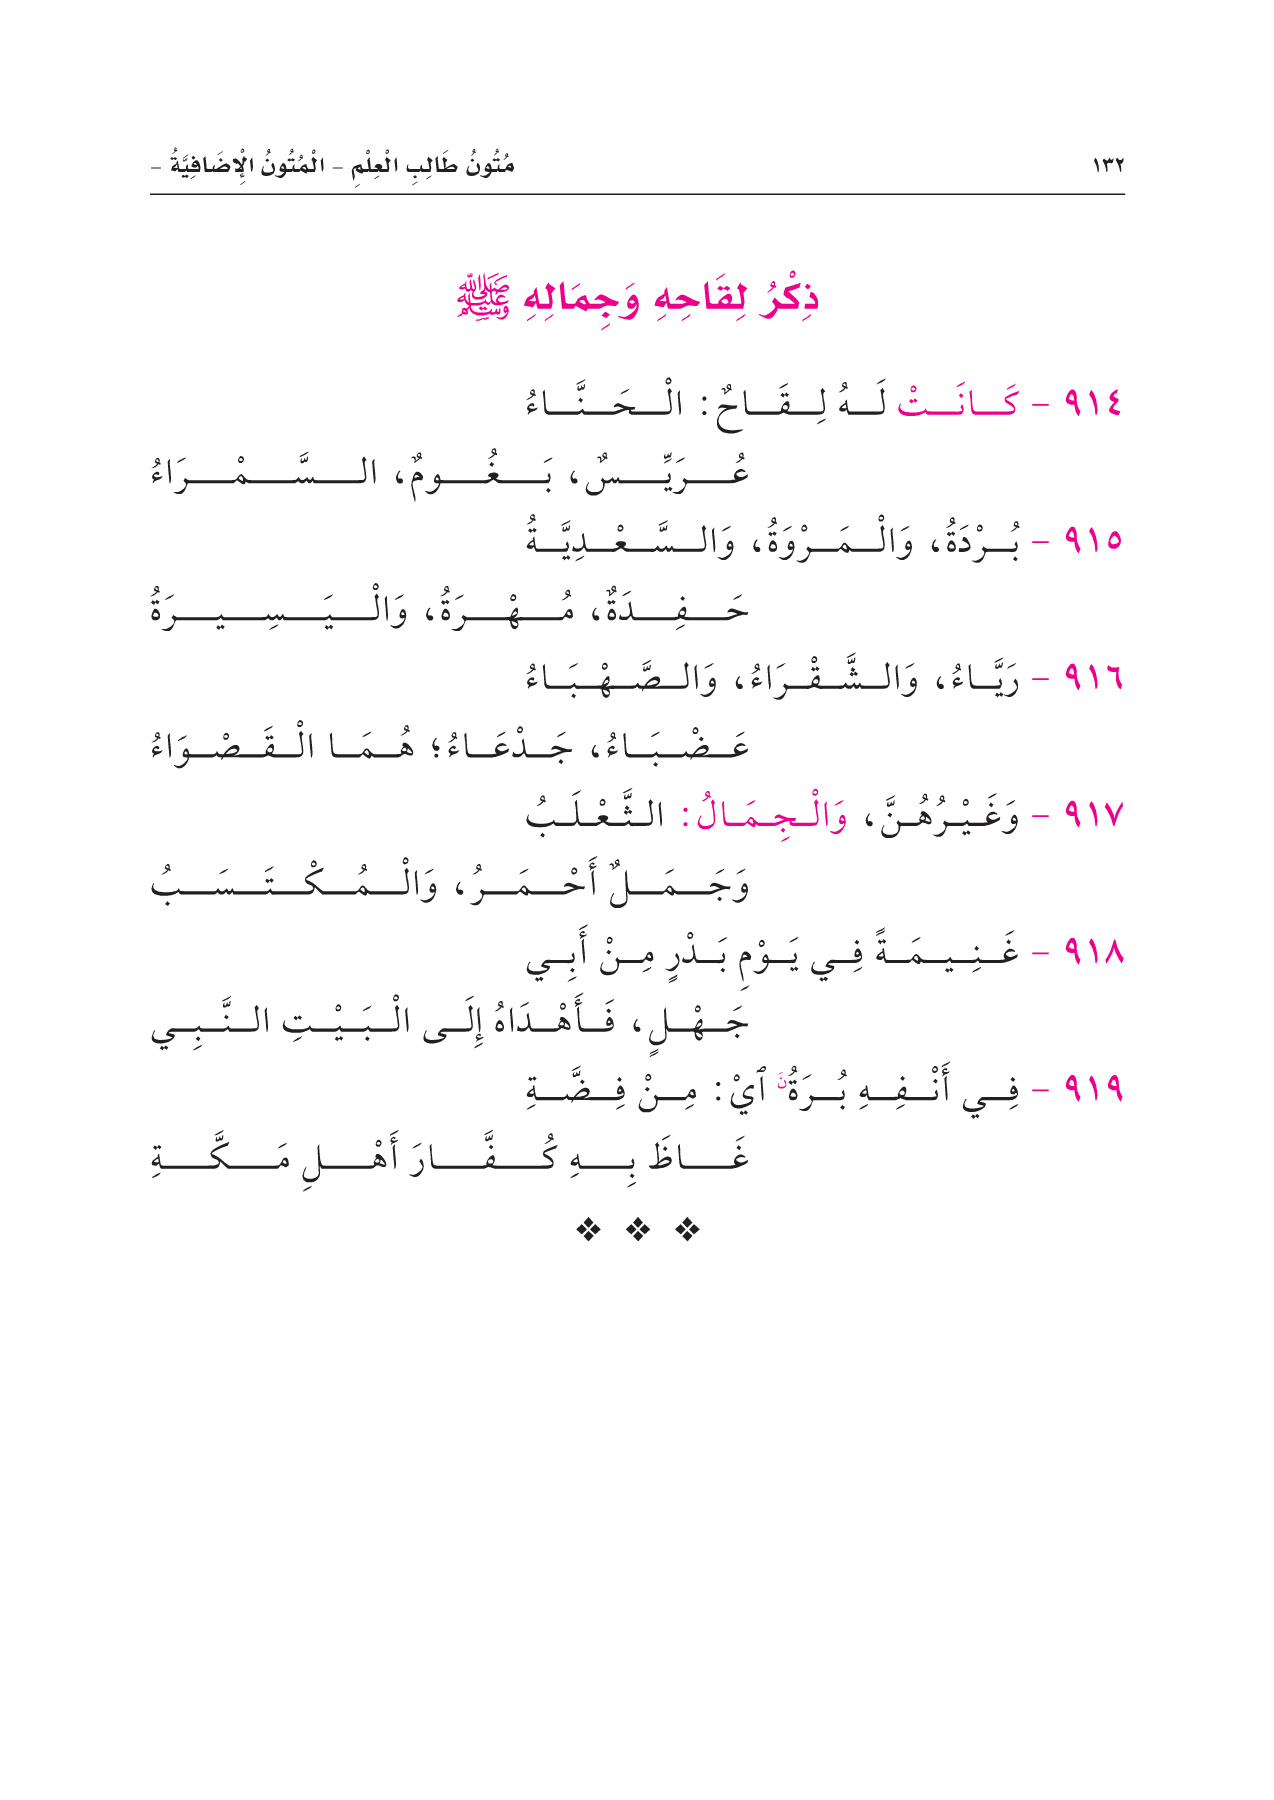 ١٣٢ مُتُونُ طَالِبِ الْعِلْمِ - الْمُتُونُ الْإِضَافِيَّةُ -
ذِكْرُ لِقَاحِهِ وَجِمَالِهِ ﷺ
٩١٤ - كَانَتْ لَهُ لِقَاحٌ: الْحَنَّاءُ
عُرَيِّسٌ، بَغُومٌ، السَّمْرَاءُ
٩١٥ - بُرْدَةُ، وَالْمَرْوَةُ، وَالسَّعْدِيَّةُ
حَفِدَةٌ، مُهْرَةُ، وَالْيَسِيرَةُ
٩١٦ - رَيَّاءُ، وَالشَّقْرَاءُ، وَالصَّهْبَاءُ
عَضْبَاءُ، جَدْعَاءُ؛ هُمَا الْقَصْوَاءُ
٩١٧ - وَغَيْرُهُنَّ، وَالْجِمَالُ: الثَّعْلَبُ
وَجَمَلٌ أَحْمَرُ، وَالْمُكْتَسَبُ
٩١٨ - غَنِيمَةً فِي يَوْمِ بَدْرٍ مِنْ أَبِي
جَهْلٍ، فَأَهْدَاهُ إِلَى الْبَيْتِ النَّبِي
٩١٩ - فِي أَنْفِهِ بُرَةُ نَ ٱيْ: مِنْ فِضَّةِ
غَاظَ بِهِ كُفَّارَ أَهْلِ مَكَّةِ